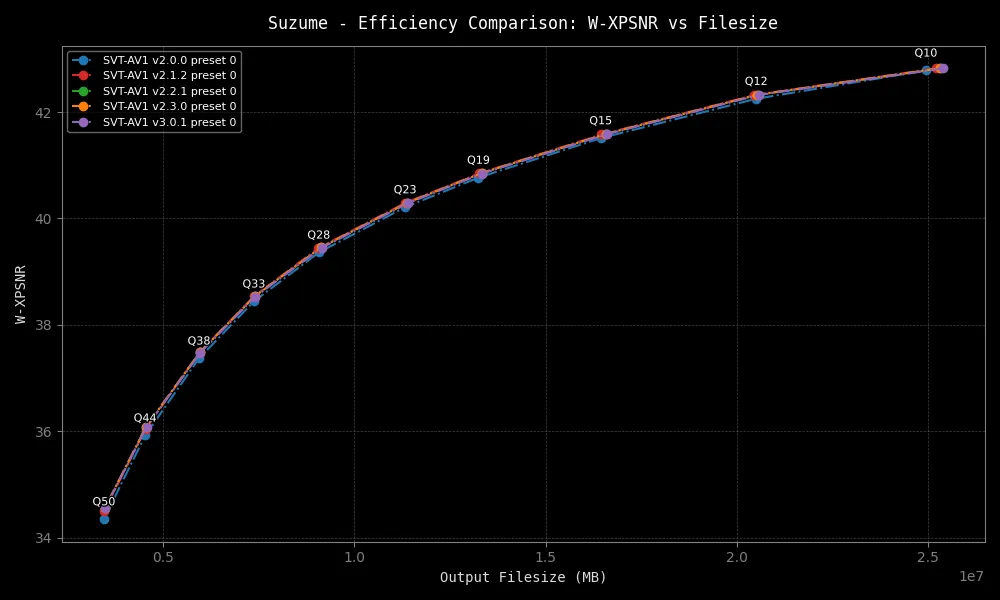 Suzume - Efficiency Comparison: W-XPSNR vs Filesize
SVT-AV1 v2.0.0 preset 0
SVT-AV1 v2.1.2 preset 0
SVT-AV1 v2.2.1 preset 0
SVT-AV1 v2.3.0 preset 0
SVT-AV1 v3.0.1 preset 0
Q10
Q12
Q15
Q19
Q23
Q28
Q33
Q38
Q44
Q50
W-XPSNR
42
40
38
36
34
0.5 1.0 1.5 2.0 2.5
1e7
Output Filesize (MB)